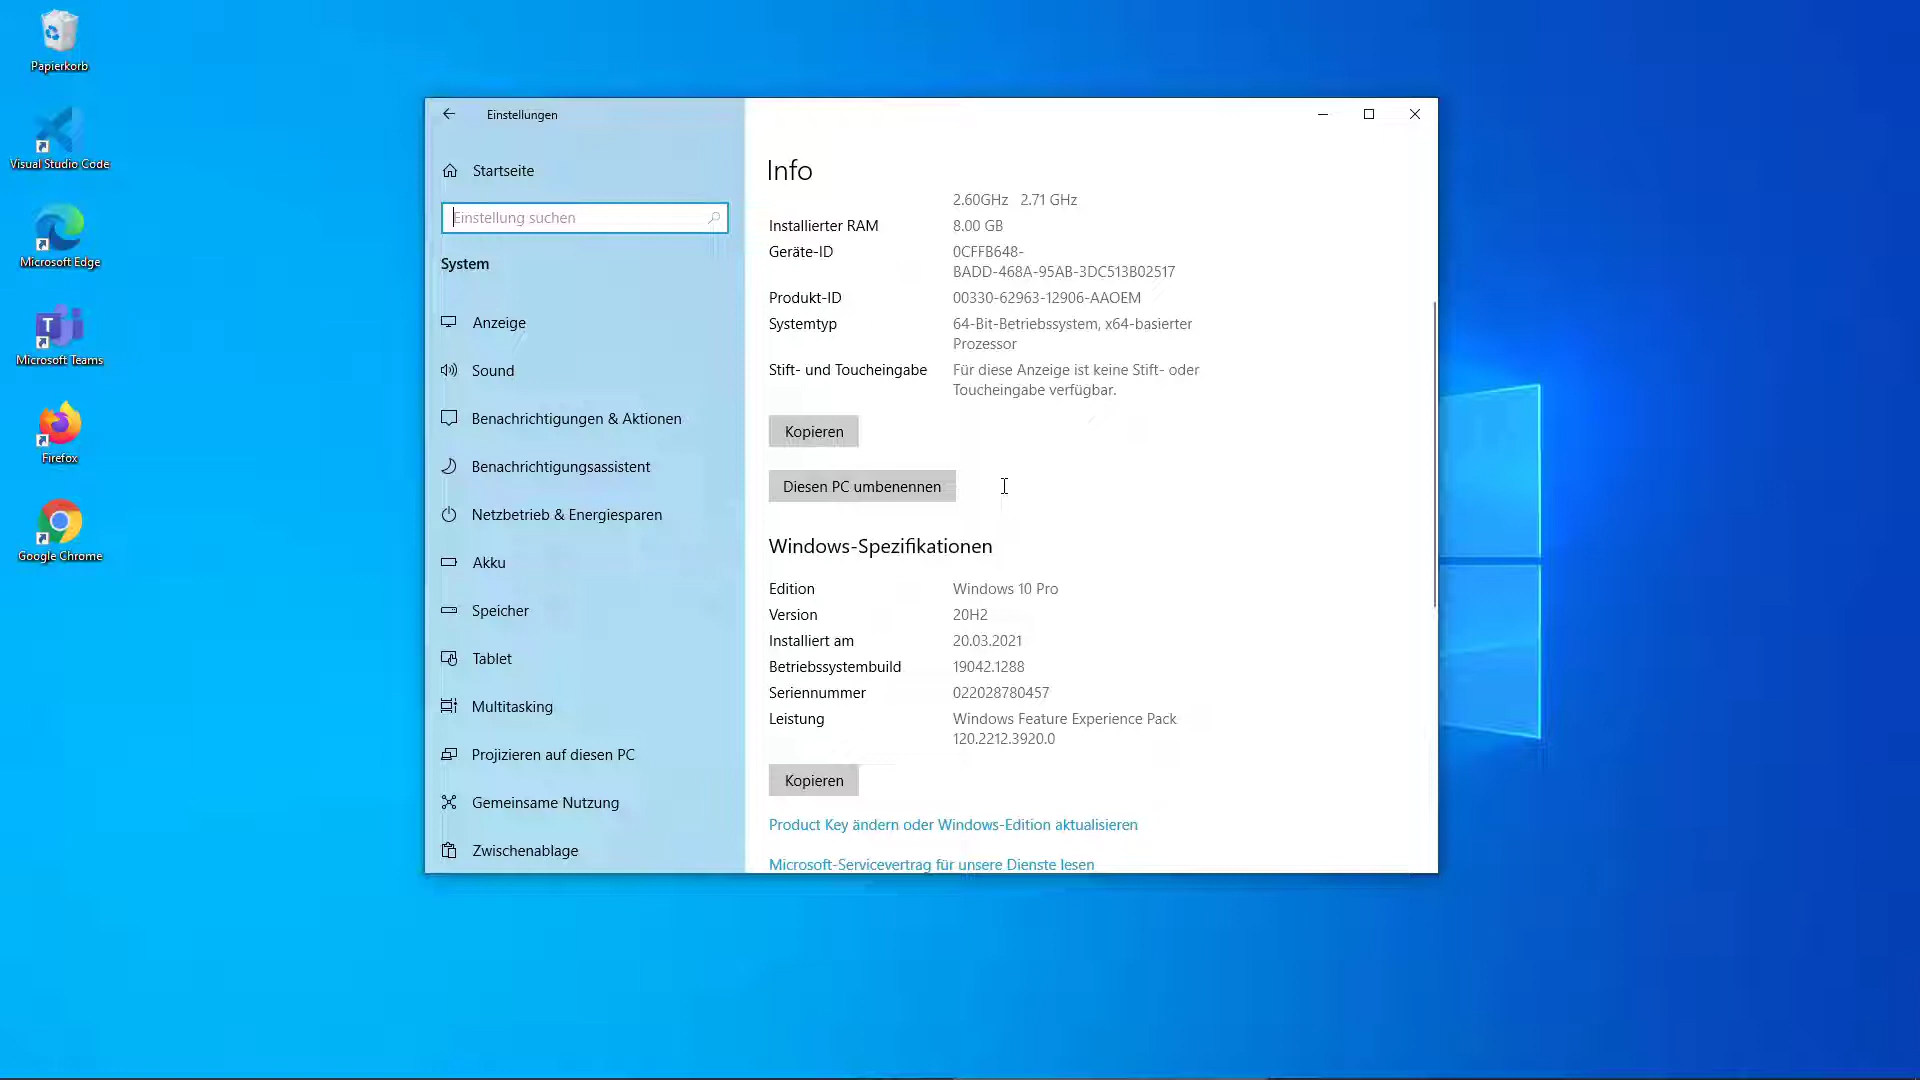 Papierkorb
Visual Studio Code
Microsoft Edge
Microsoft Teams
Firefox
Google Chrome
Einstellungen
Startseite
Einstellung suchen
System
Anzeige
Sound
Benachrichtigungen & Aktionen
Benachrichtigungsassistent
Netzbetrieb & Energiesparen
Akku
Speicher
Tablet
Multitasking
Projizieren auf diesen PC
Gemeinsame Nutzung
Zwischenablage
Info
2.60GHz 2.71 GHz
Installierter RAM 8.00 GB
Geräte-ID 0CFFB648-
BADD-468A-95AB-3DC513B02517
Produkt-ID 00330-62963-12906-AAOEM
Systemtyp 64-Bit-Betriebssystem, x64-basierter
Prozessor
Stift- und Toucheingabe Für diese Anzeige ist keine Stift- oder
Toucheingabe verfügbar.
Kopieren
Diesen PC umbenennen
Windows-Spezifikationen
Edition Windows 10 Pro
Version 20H2
Installiert am 20.03.2021
Betriebssystembuild 19042.1288
Seriennummer 022028780457
Leistung Windows Feature Experience Pack
120.2212.3920.0
Kopieren
Product Key ändern oder Windows-Edition aktualisieren
Microsoft-Servicevertrag für unsere Dienste lesen